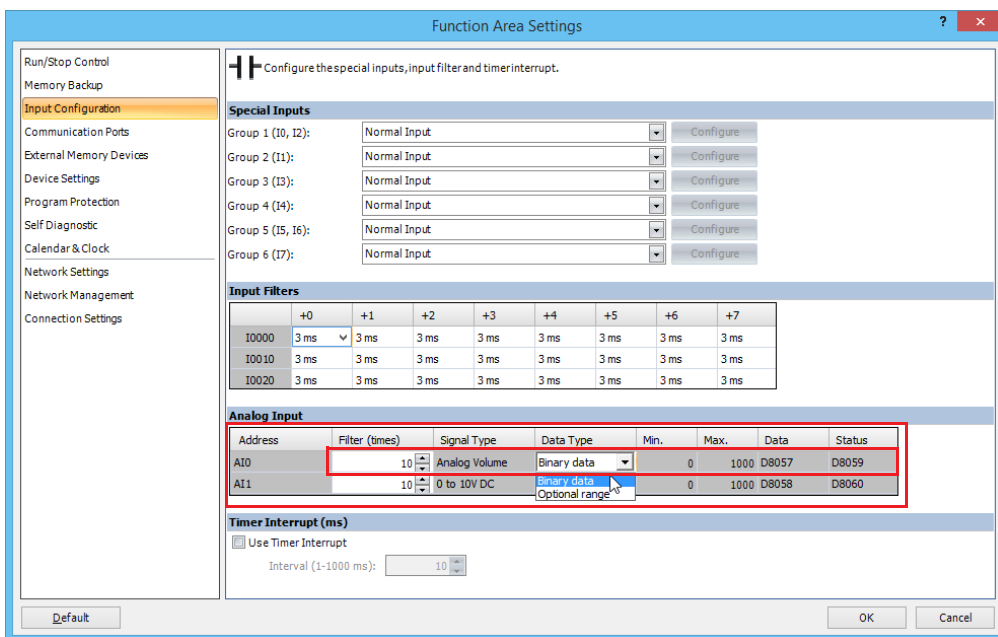 Function Area Settings
?
×
Run/Stop Control
Memory Backup
Input Configuration
Communication Ports
External Memory Devices
Device Settings
Program Protection
Self Diagnostic
Calendar & Clock
Network Settings
Network Management
Connection Settings
Configure the special inputs, input filter and timer interrupt.
Special Inputs
Group 1 (I0, I2): Normal Input Configure
Group 2 (I1): Normal Input Configure
Group 3 (I3): Normal Input Configure
Group 4 (I4): Normal Input Configure
Group 5 (I5, I6): Normal Input Configure
Group 6 (I7): Normal Input Configure
Input Filters
+0 +1 +2 +3 +4 +5 +6 +7
I0000 3 ms 3 ms 3 ms 3 ms 3 ms 3 ms 3 ms 3 ms
I0010 3 ms 3 ms 3 ms 3 ms 3 ms 3 ms 3 ms 3 ms
I0020 3 ms 3 ms 3 ms 3 ms 3 ms 3 ms 3 ms 3 ms
Analog Input
Address Filter (times) Signal Type Data Type Min. Max. Data Status
AI0 10 Analog Volume Binary data 0 1000 D8057 D8059
AI1 10 0 to 10V DC Binary data 0 1000 D8058 D8060
Optional range
Timer Interrupt (ms)
Use Timer Interrupt
Interval (1-1000 ms): 10
Default OK Cancel